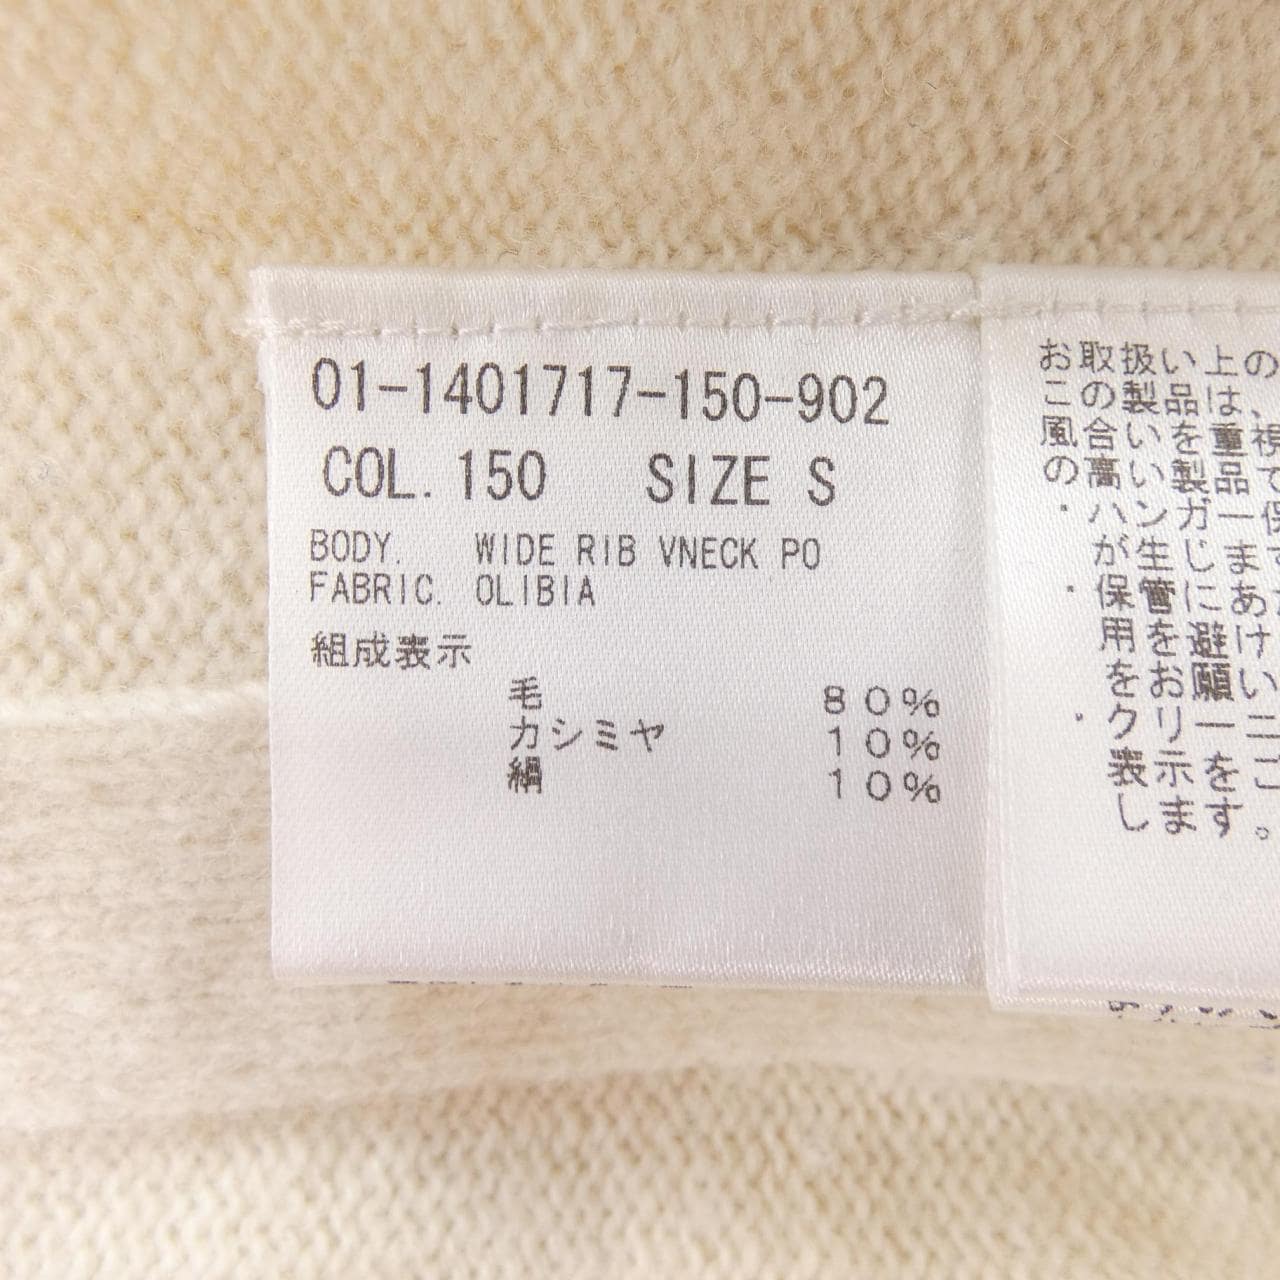 01-1401717-150-902
COL. 150 SIZE S
BODY. WIDE RIB VNECK PO
FABRIC. OLIBIA
組成表示
毛 80%
カシミヤ 10%
絹 10%
お取扱い上の
この製品は、
風合いを重視
の高い製品で
・ハンガー保
が生じます
・保管にあ
用を避け
をお願い
・クリーニ
表示をご
します。